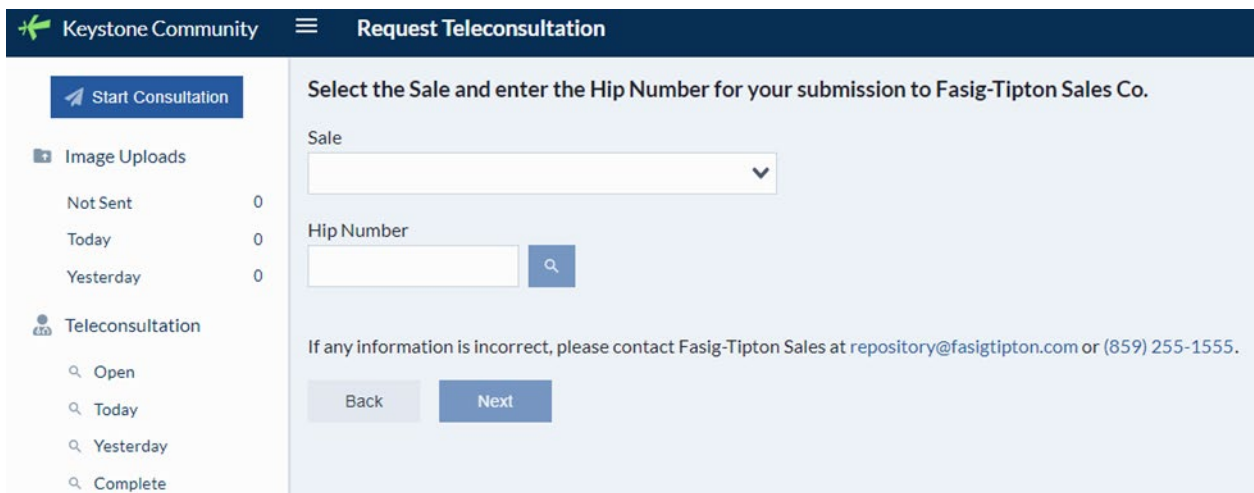 Keystone Community
Request Teleconsultation
Start Consultation
Image Uploads
Not Sent 0
Today 0
Yesterday 0
Teleconsultation
Open
Today
Yesterday
Complete
Select the Sale and enter the Hip Number for your submission to Fasig-Tipton Sales Co.
Sale
Hip Number
If any information is incorrect, please contact Fasig-Tipton Sales at repository@fasigtipton.com or (859) 255-1555.
Back Next